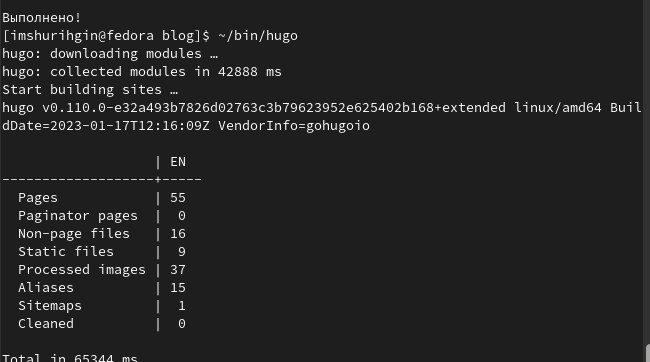 Выполнено!
[imshurihgin@fedora blog]$ ~/bin/hugo
hugo: downloading modules …
hugo: collected modules in 42888 ms
Start building sites …
hugo v0.110.0-e32a493b7826d02763c3b79623952e625402b168+extended linux/amd64 Buil
dDate=2023-01-17T12:16:09Z VendorInfo=gohugoio
                   | EN
-------------------+-----
  Pages            | 55
  Paginator pages  |  0
  Non-page files   | 16
  Static files     |  9
  Processed images | 37
  Aliases          | 15
  Sitemaps         |  1
  Cleaned          |  0
Total in 65344 ms